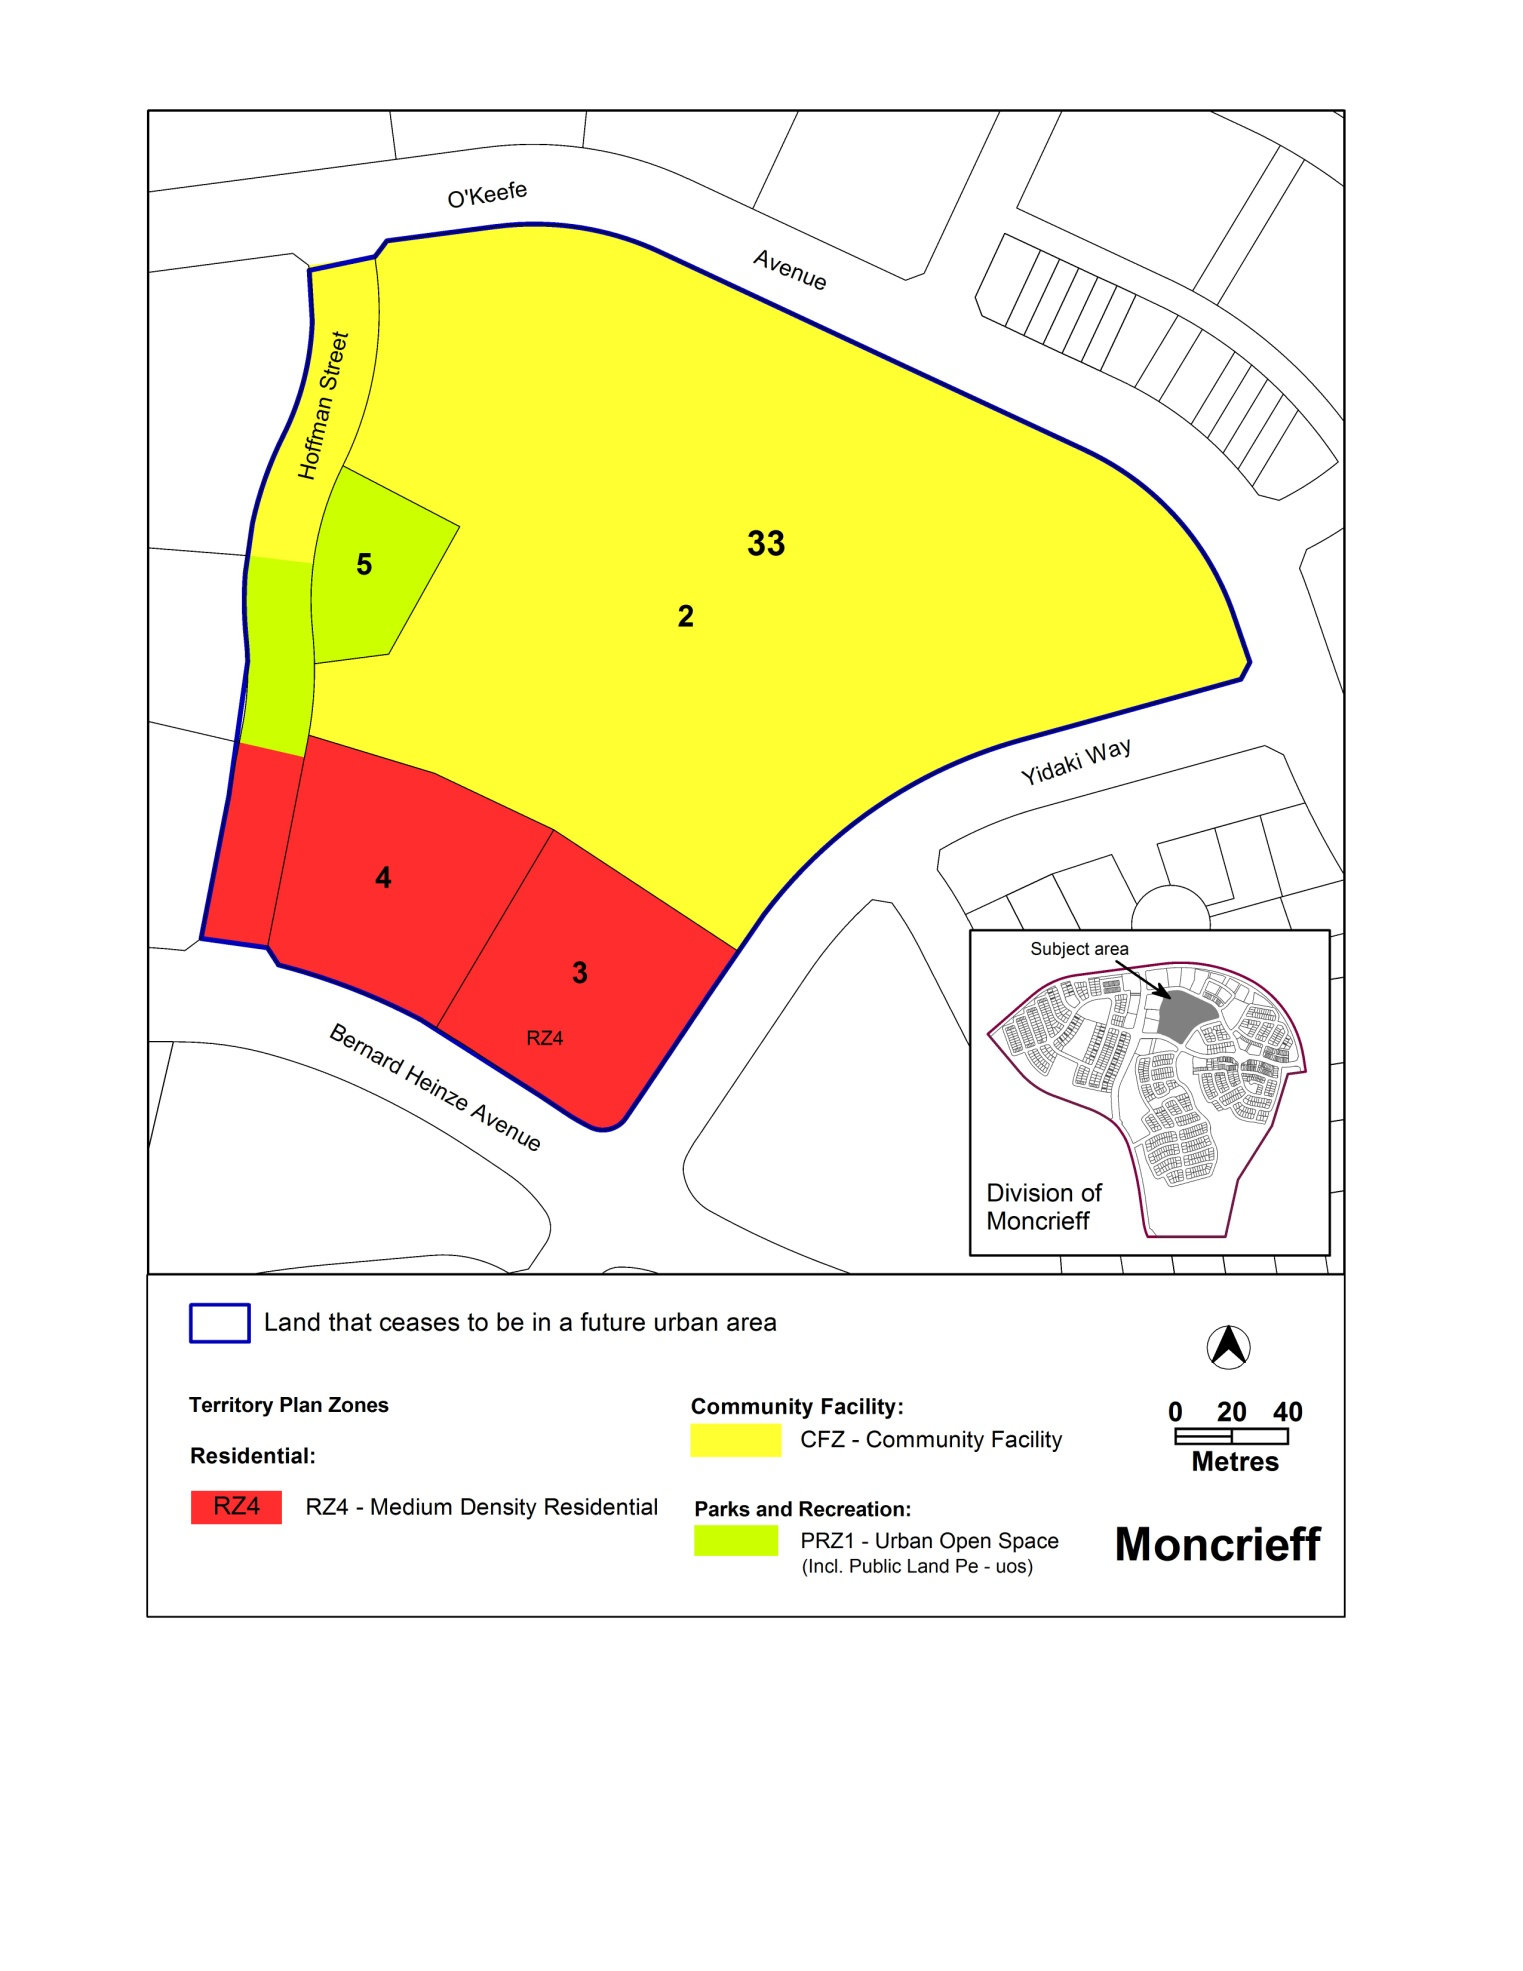 O'Keefe
Avenue
Hoffman Street
33
5
2
Yidaki Way
4
3
RZ4
Bernard Heinze Avenue
Subject area
Division of
Moncrieff
Land that ceases to be in a future urban area
Territory Plan Zones
Residential:
RZ4
RZ4 - Medium Density Residential
Community Facility:
CFZ - Community Facility
Parks and Recreation:
PRZ1 - Urban Open Space
(Incl. Public Land Pe - uos)
0 20 40
Metres
Moncrieff